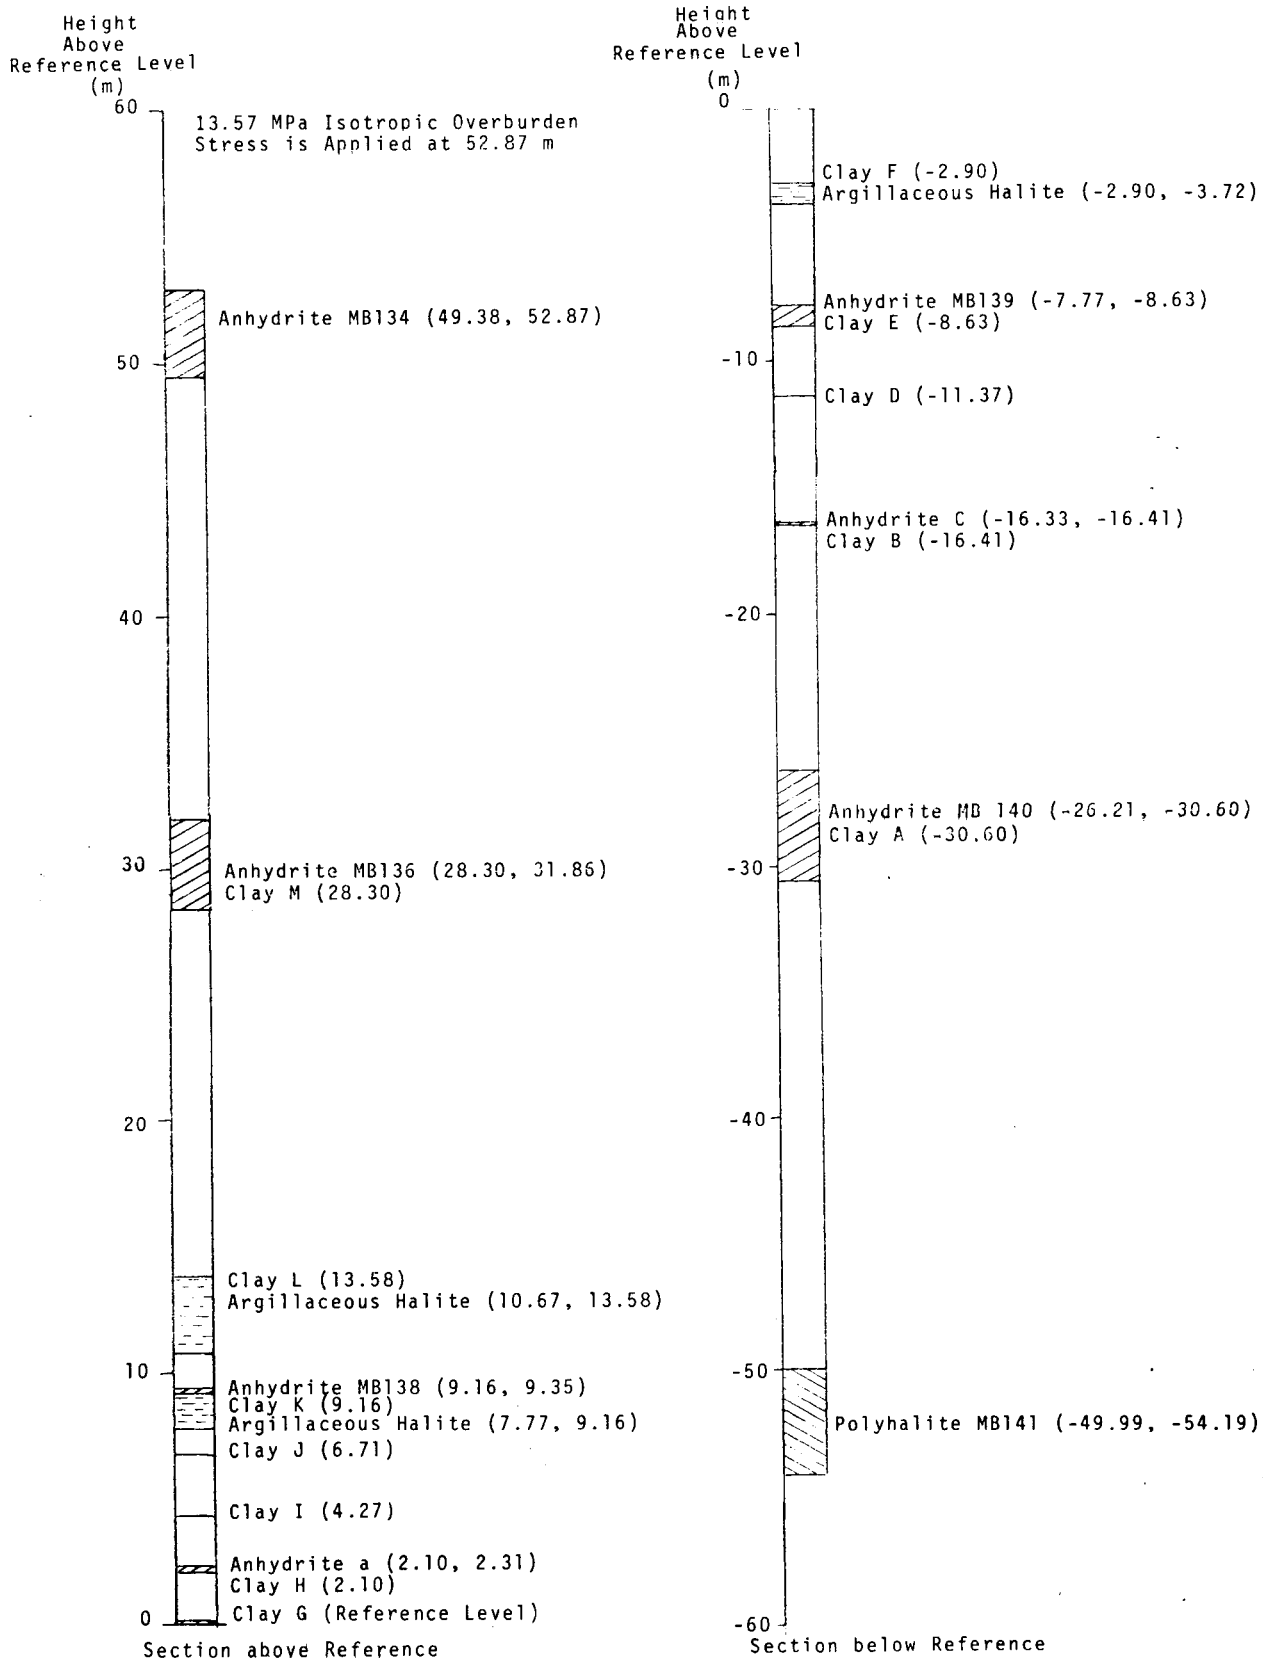 Height
Above
Reference Level
(m)
60
13.57 MPa Isotropic Overburden
Stress is Applied at 52.87 m
Anhydrite MB134 (49.38, 52.87)
50
40
30
Anhydrite MB136 (28.30, 31.86)
Clay M (28.30)
20
Clay L (13.58)
Argillaceous Halite (10.67, 13.58)
10
Anhydrite MB138 (9.16, 9.35)
Clay K (9.16)
Argillaceous Halite (7.77, 9.16)
Clay J (6.71)
Clay I (4.27)
Anhydrite a (2.10, 2.31)
Clay H (2.10)
0
Clay G (Reference Level)
Section above Reference
Height
Above
Reference Level
(m)
0
Clay F (-2.90)
Argillaceous Halite (-2.90, -3.72)
Anhydrite MB139 (-7.77, -8.63)
Clay E (-8.63)
-10
Clay D (-11.37)
Anhydrite C (-16.33, -16.41)
Clay B (-16.41)
-20
Anhydrite MB 140 (-26.21, -30.60)
Clay A (-30.60)
-30
-40
-50
Polyhalite MB141 (-49.99, -54.19)
-60
Section below Reference